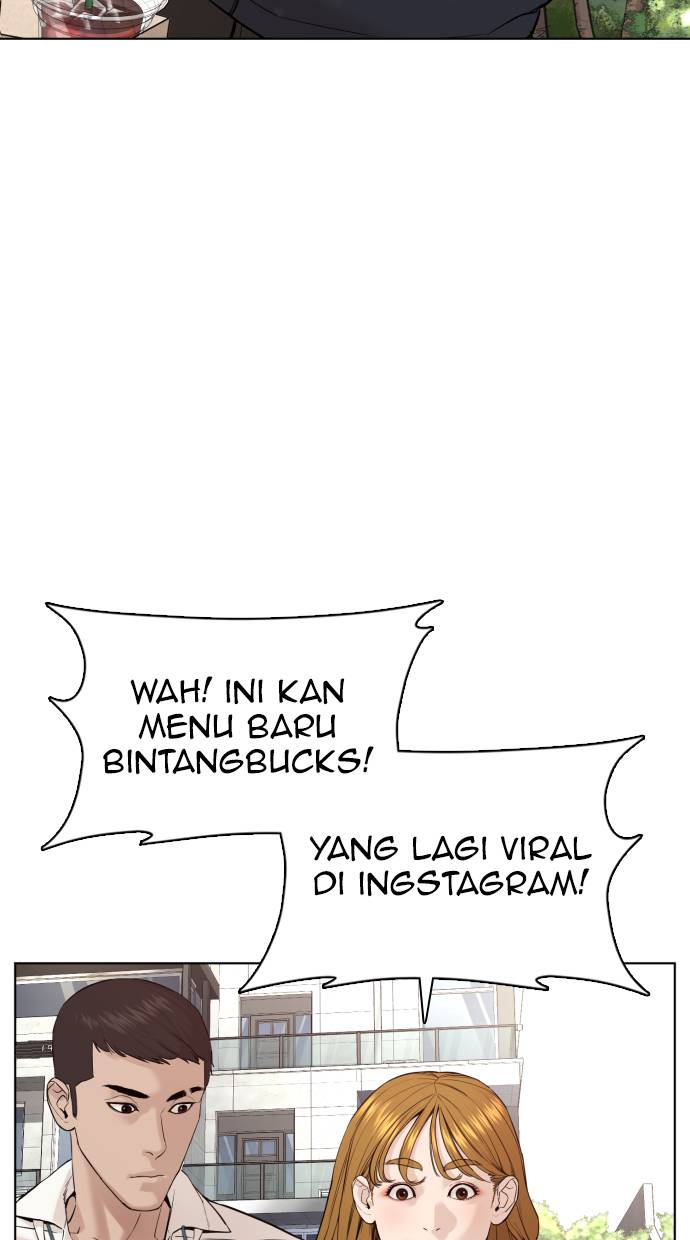 WAH! INI KAN
MENU BARU
BINTANGBUCKS!
YANG LAGI VIRAL
DI INGSTAGRAM!